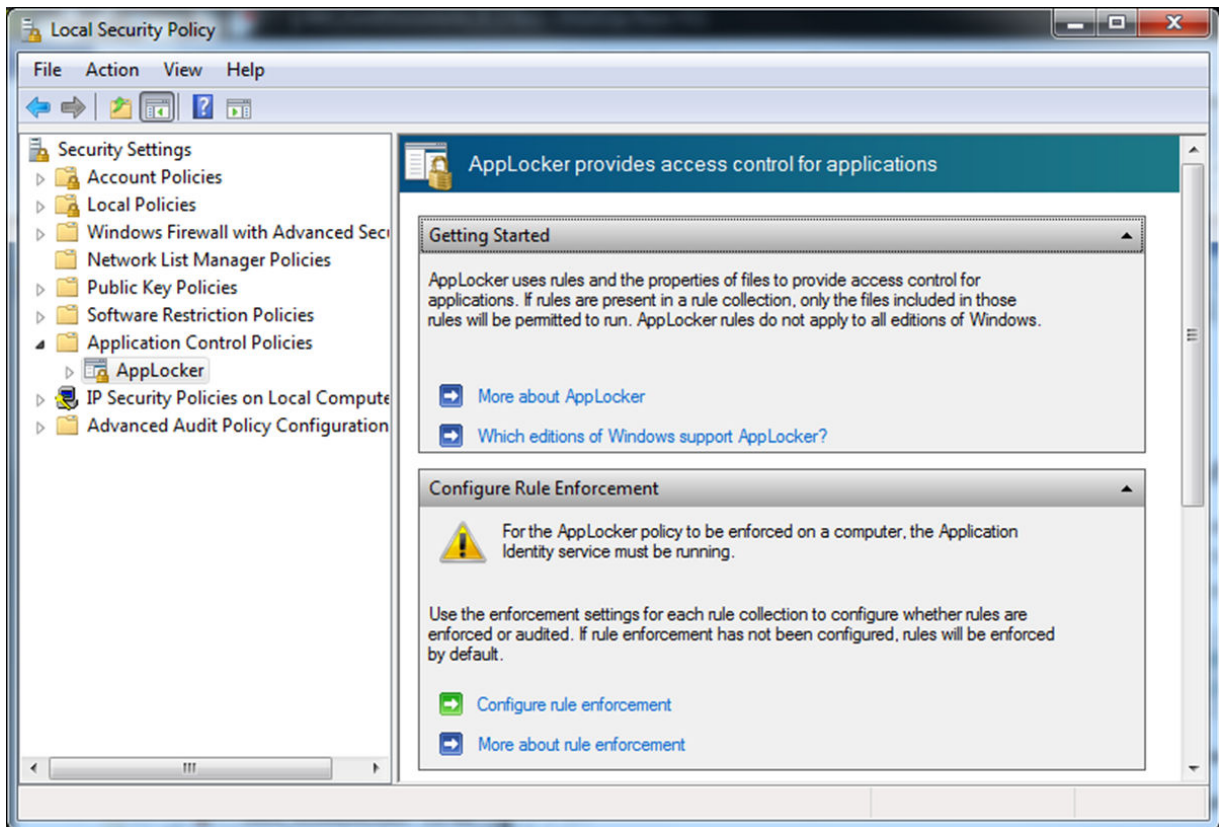 Local Security Policy
File Action View Help
Security Settings
Account Policies
Local Policies
Windows Firewall with Advanced Secu
Network List Manager Policies
Public Key Policies
Software Restriction Policies
Application Control Policies
AppLocker
IP Security Policies on Local Compute
Advanced Audit Policy Configuration
AppLocker provides access control for applications
Getting Started
AppLocker uses rules and the properties of files to provide access control for
applications. If rules are present in a rule collection, only the files included in those
rules will be permitted to run. AppLocker rules do not apply to all editions of Windows.
More about AppLocker
Which editions of Windows support AppLocker?
Configure Rule Enforcement
For the AppLocker policy to be enforced on a computer, the Application
Identity service must be running.
Use the enforcement settings for each rule collection to configure whether rules are
enforced or audited. If rule enforcement has not been configured, rules will be enforced
by default.
Configure rule enforcement
More about rule enforcement